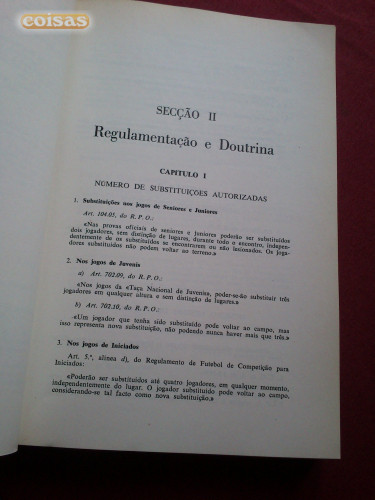 coisas
SECÇÃO II
Regulamentação e Doutrina
CAPITULO I
NÚMERO DE SUBSTITUIÇÕES AUTORIZADAS
1. Substituições nos jogos de Seniores e Juniores
Art. 104.03, do R. P. O.:
«Nas provas oficiais de seniores e juniores poderão ser substituídos
dois jogadores, sem distinção de lugares, durante todo o encontro, indepen-
dentemente de os substituídos se encontrarem ou não lesionados. Os joga-
dores substituídos não podem voltar ao terreno.»
2. Nos jogos de Juvenis
a) Art. 702.09, do R. P. O.:
«Nos jogos da «Taça Nacional de Juvenis», poder-se-ão substituir três
jogadores em qualquer altura e sem distinção de lugares.»
b) Art. 702.10, do R. P. O.:
«Um jogador que tenha sido substituído pode voltar ao campo, mas
isso representa nova substituição, não podendo nunca haver mais que três.»
3. Nos jogos de Iniciados
Art. 5.º, alínea d), do Regulamento de Futebol de Competição para
Iniciados:
«Poderão ser substituídos até quatro jogadores, em qualquer momento,
independentemente do lugar. O jogador substituído pode voltar ao campo,
considerando-se tal facto como nova substituição.»